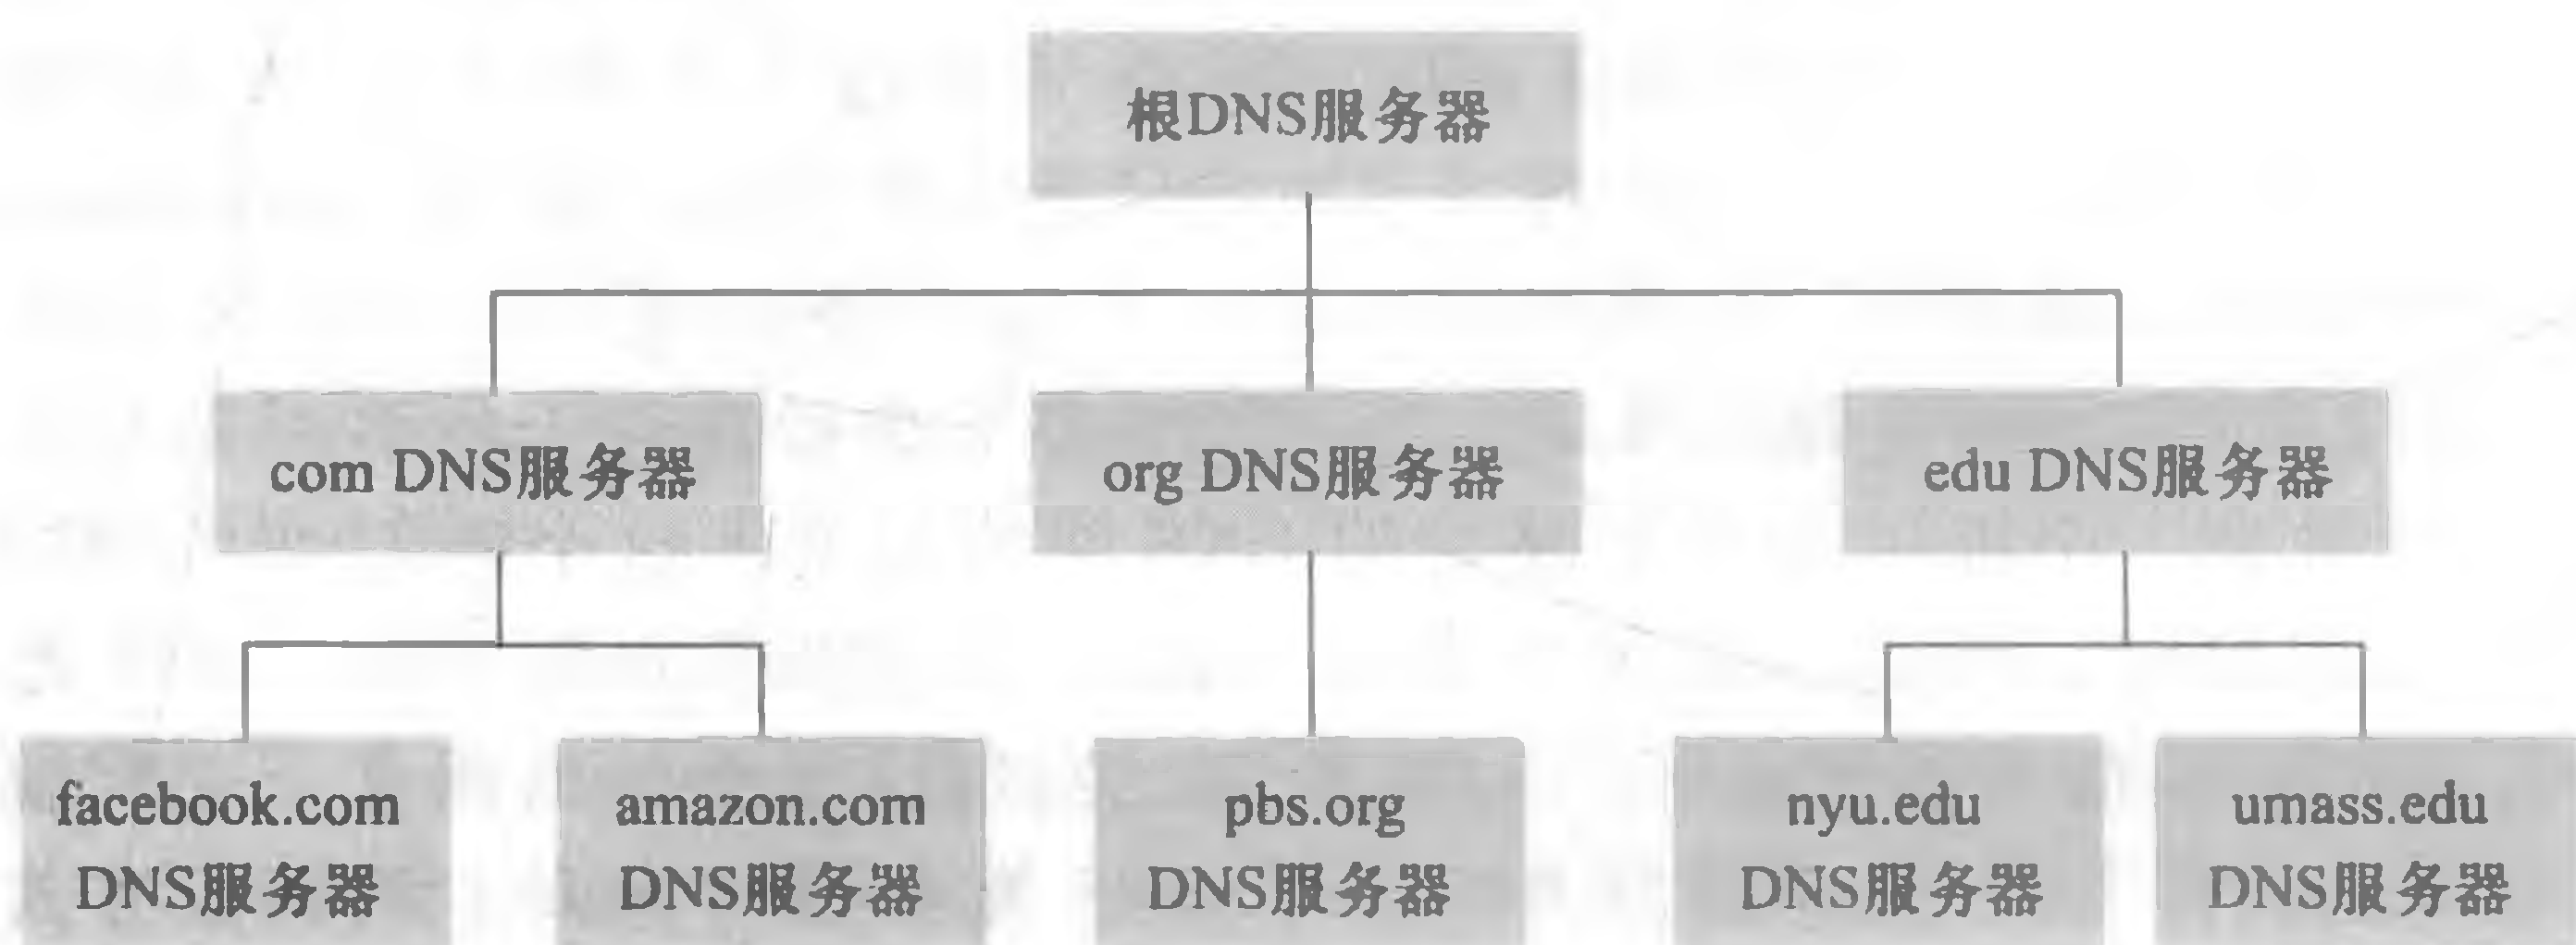 根DNS服务器
com DNS服务器
org DNS服务器
edu DNS服务器
facebook.com
DNS服务器
amazon.com
DNS服务器
pbs.org
DNS服务器
nyu.edu
DNS服务器
umass.edu
DNS服务器